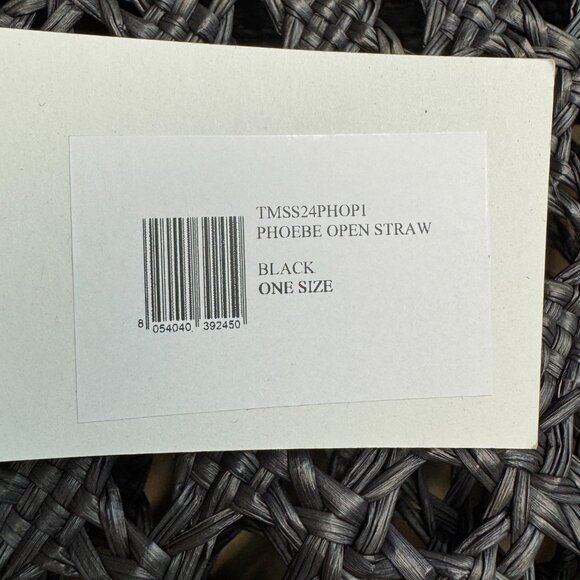 TMSS24PHOP1
PHOEBE OPEN STRAW
BLACK
ONE SIZE
8 054040 392450